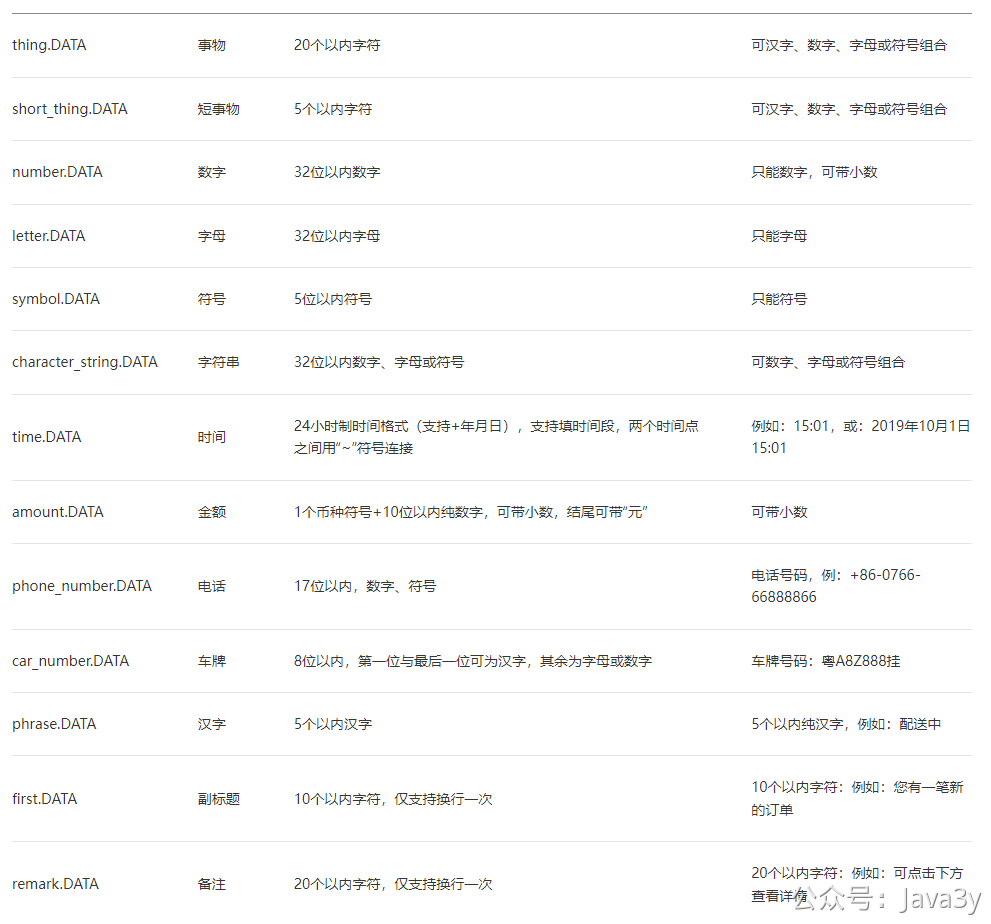 thing.DATA 事物 20个以内字符 可汉字、数字、字母或符号组合
short_thing.DATA 短事物 5个以内字符 可汉字、数字、字母或符号组合
number.DATA 数字 32位以内数字 只能数字，可带小数
letter.DATA 字母 32位以内字母 只能字母
symbol.DATA 符号 5位以内符号 只能符号
character_string.DATA 字符串 32位以内数字、字母或符号 可数字、字母或符号组合
time.DATA 时间 24小时制时间格式（支持+年月日），支持填时间段，两个时间点
之间用“~”符号连接 例如：15:01，或：2019年10月1日
15:01
amount.DATA 金额 1个币种符号+10位以内纯数字，可带小数，结尾可带“元” 可带小数
phone_number.DATA 电话 17位以内，数字、符号 电话号码，例：+86-0766-
66888866
car_number.DATA 车牌 8位以内，第一位与最后一位可为汉字，其余为字母或数字 车牌号码：粤A8Z888挂
phrase.DATA 汉字 5个以内汉字 5个以内纯汉字，例如：配送中
first.DATA 副标题 10个以内字符，仅支持换行一次 10个以内字符：例如：您有一笔新
的订单
remark.DATA 备注 20个以内字符，仅支持换行一次 20个以内字符：例如：可点击下方
查看详情
公众号：Java3y